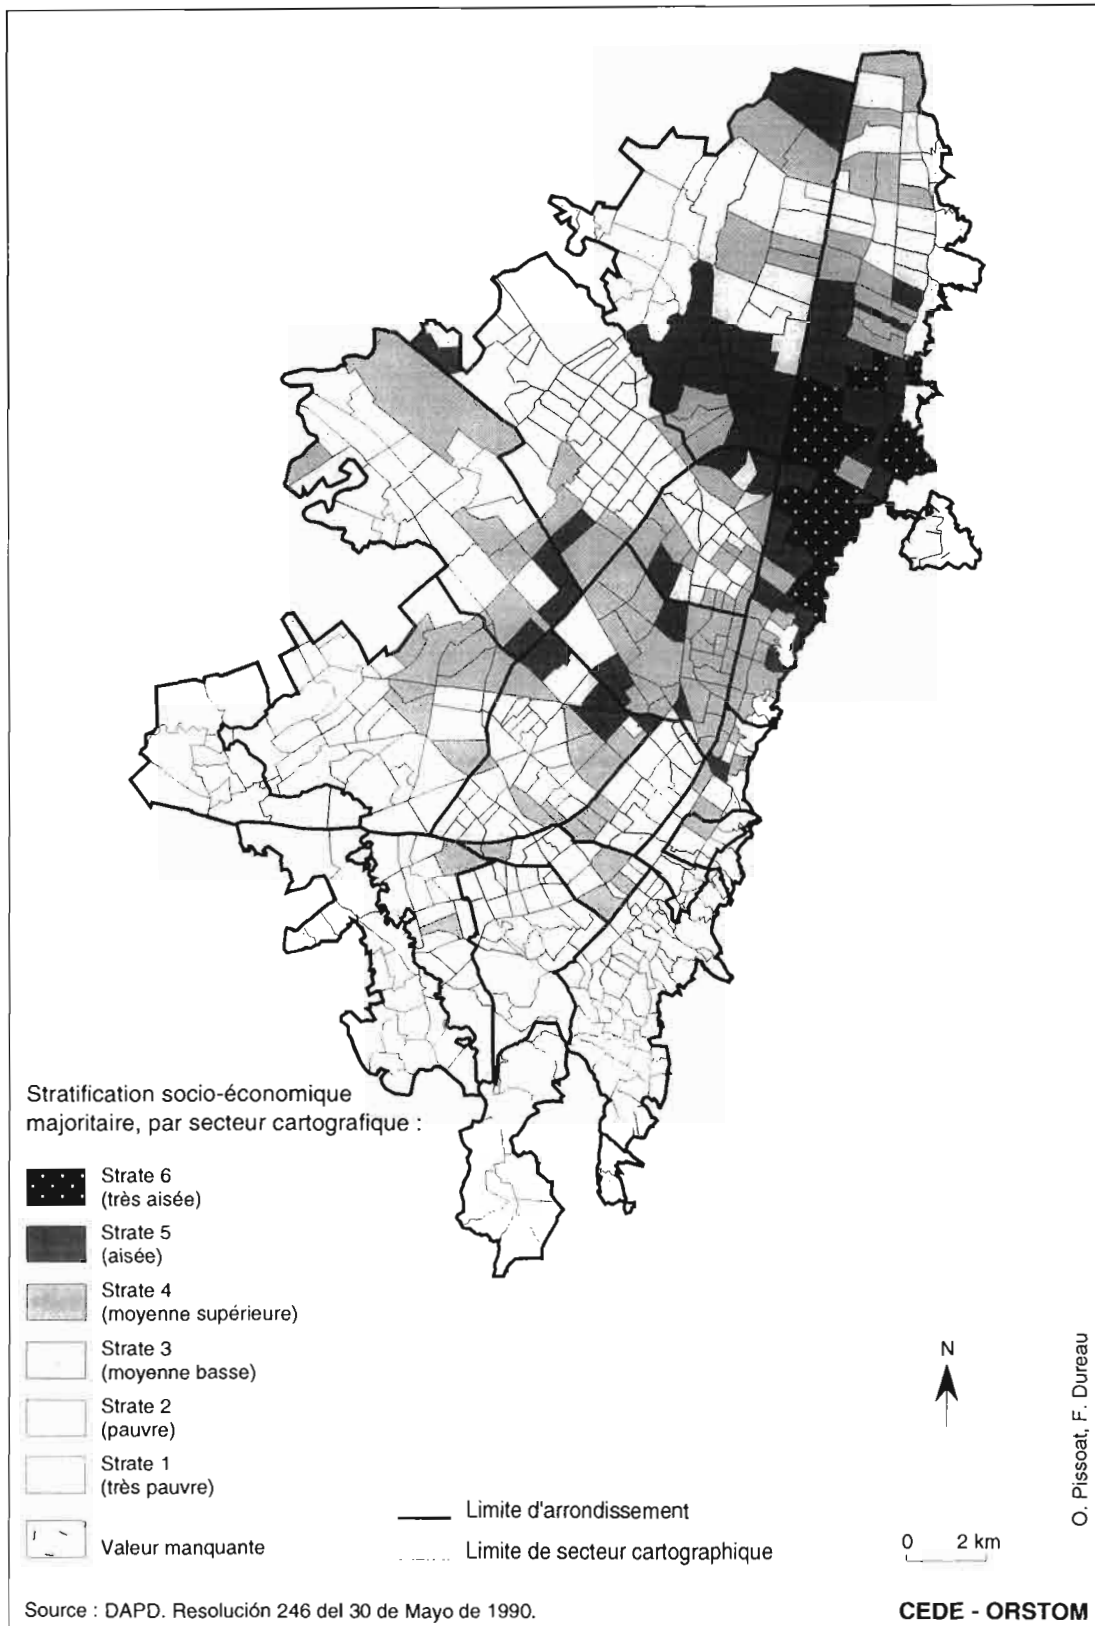 Stratification socio-économique
majoritaire, par secteur cartografique :
Strate 6
(très aisée)
Strate 5
(aisée)
Strate 4
(moyenne supérieure)
Strate 3
(moyenne basse)
Strate 2
(pauvre)
Strate 1
(très pauvre)
Valeur manquante
Limite d'arrondissement
Limite de secteur cartographique
N
0 2 km
O. Pissoat, F. Dureau
Source : DAPD. Resolución 246 del 30 de Mayo de 1990.
CEDE - ORSTOM